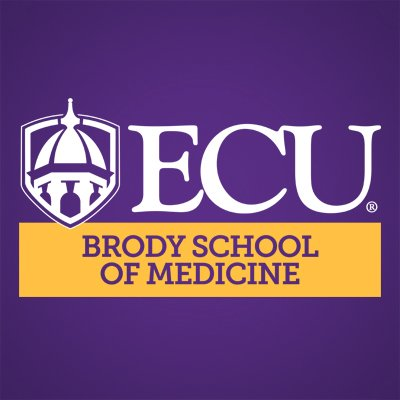 ECU®
BRODY SCHOOL
OF MEDICINE